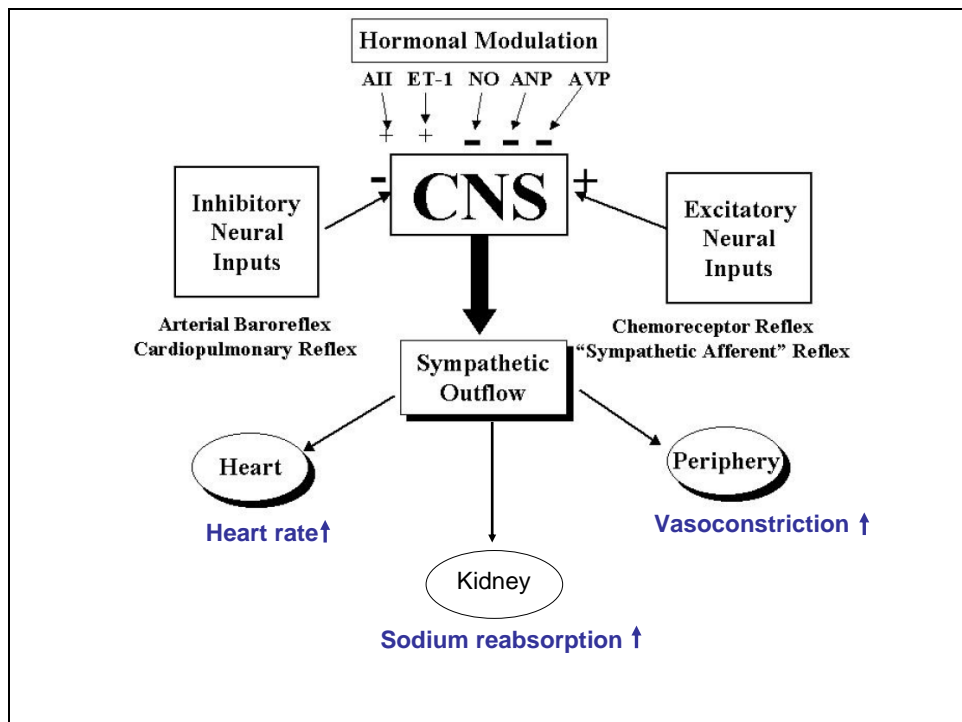 Hormonal Modulation
AII ET-1 NO ANP AVP
+ + - - -
- CNS +
Inhibitory
Neural
Inputs
Excitatory
Neural
Inputs
Arterial Baroreflex
Cardiopulmonary Reflex
Chemoreceptor Reflex
“Sympathetic Afferent” Reflex
Sympathetic
Outflow
Heart
Periphery
Heart rate↑
Vasoconstriction ↑
Kidney
Sodium reabsorption ↑